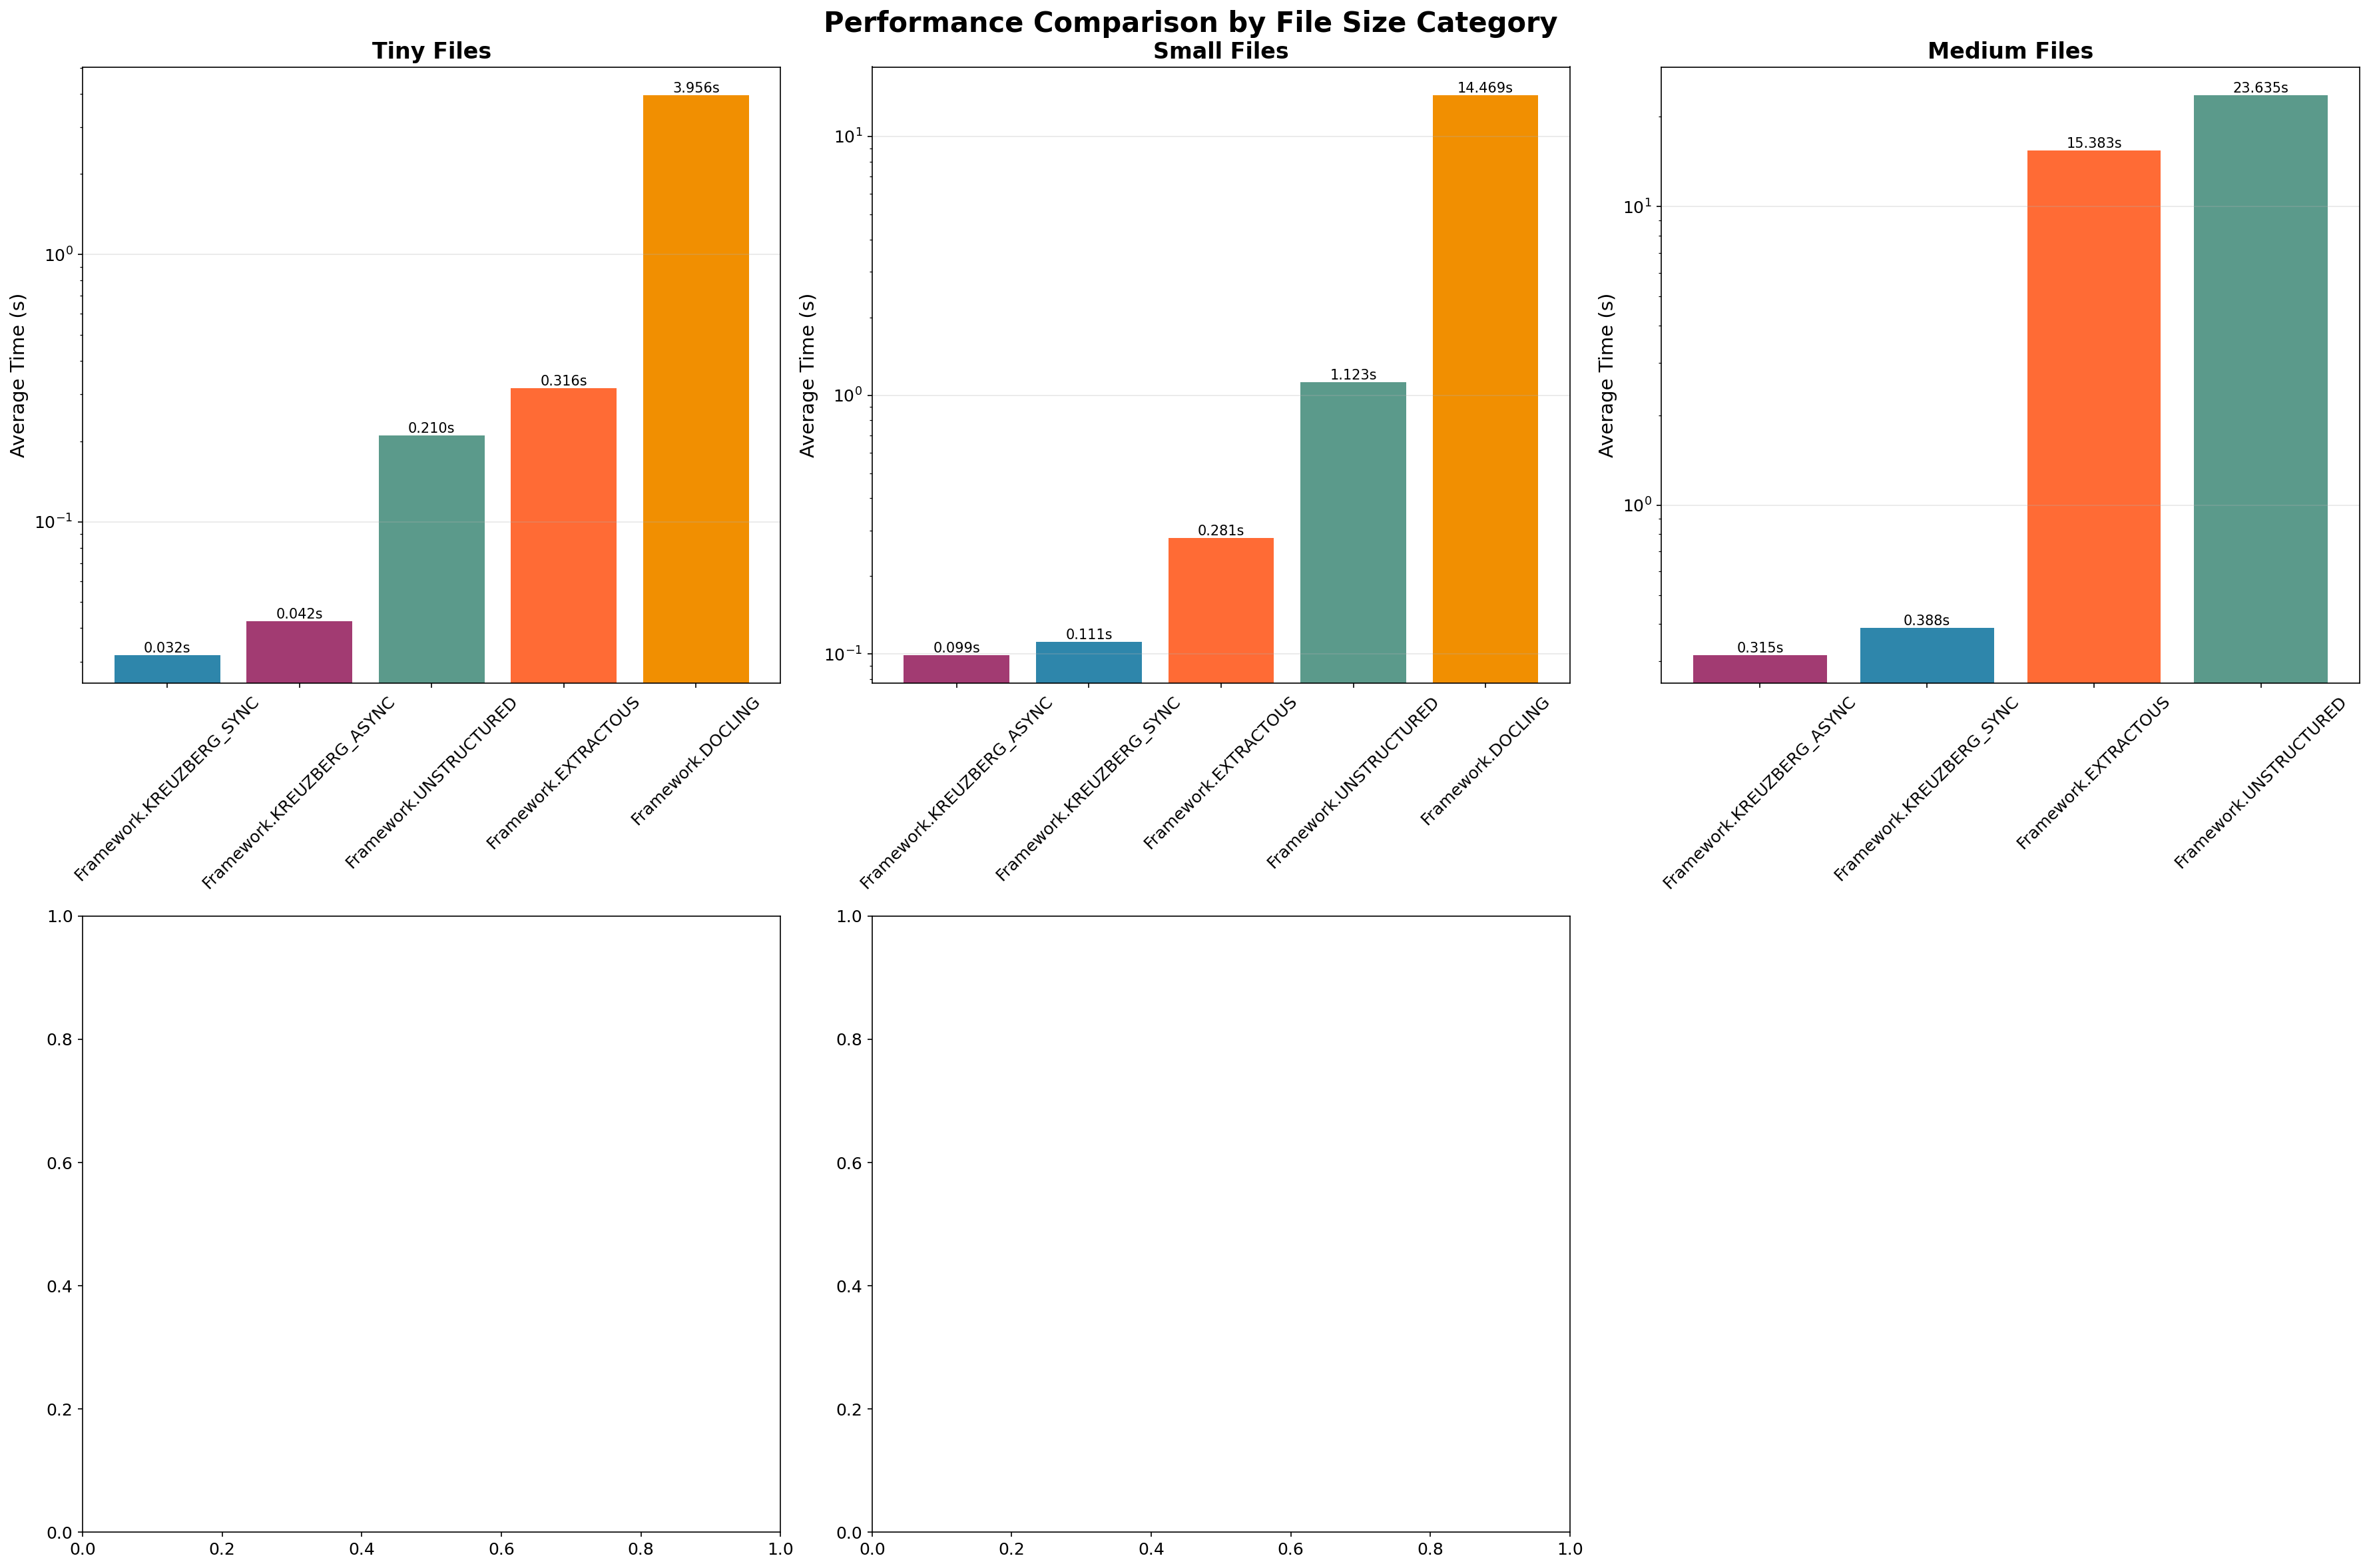 Performance Comparison by File Size Category
Tiny Files
Average Time (s)
10⁰
10⁻¹
0.032s
0.042s
0.210s
0.316s
3.956s
Framework.KREUZBERG_SYNC
Framework.KREUZBERG_ASYNC
Framework.UNSTRUCTURED
Framework.EXTRACTOUS
Framework.DOCLING
Small Files
Average Time (s)
10¹
10⁰
10⁻¹
0.099s
0.111s
0.281s
1.123s
14.469s
Framework.KREUZBERG_ASYNC
Framework.KREUZBERG_SYNC
Framework.EXTRACTOUS
Framework.UNSTRUCTURED
Framework.DOCLING
Medium Files
Average Time (s)
10¹
10⁰
0.315s
0.388s
15.383s
23.635s
Framework.KREUZBERG_ASYNC
Framework.KREUZBERG_SYNC
Framework.EXTRACTOUS
Framework.UNSTRUCTURED
1.0
0.8
0.6
0.4
0.2
0.0
0.0 0.2 0.4 0.6 0.8 1.0
1.0
0.8
0.6
0.4
0.2
0.0
0.0 0.2 0.4 0.6 0.8 1.0